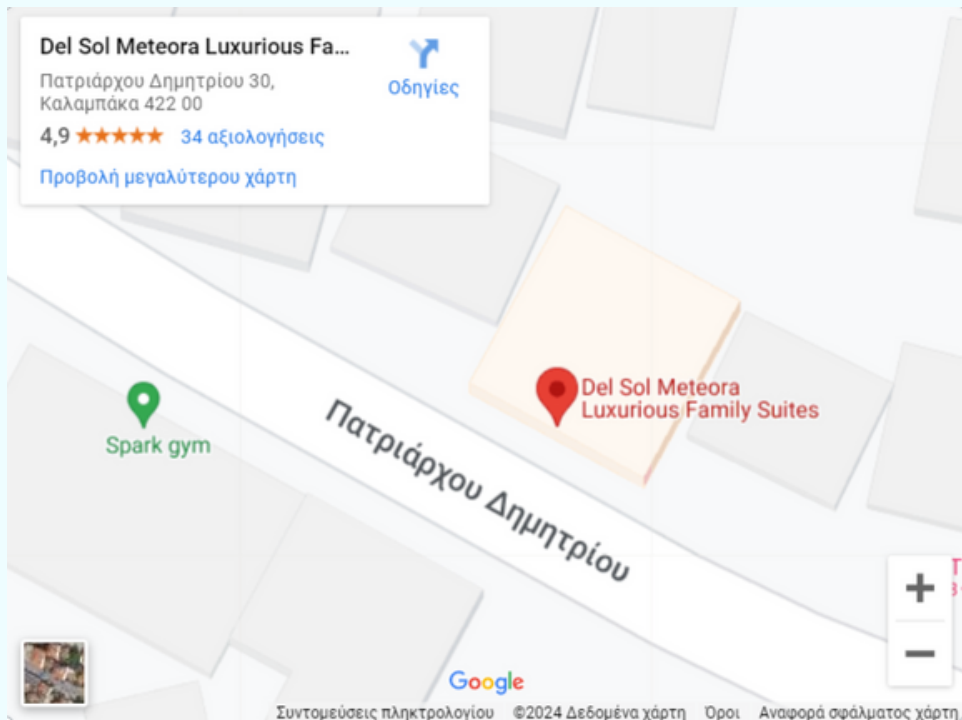 Del Sol Meteora Luxurious Fa...
Πατριάρχου Δημητρίου 30,
Καλαμπάκα 422 00
Οδηγίες
4,9 34 αξιολογήσεις
Προβολή μεγαλύτερου χάρτη
Del Sol Meteora
Luxurious Family Suites
Spark gym
Πατριάρχου Δημητρίου
Google
Συντομεύσεις πληκτρολογίου ©2024 Δεδομένα χάρτη Όροι Αναφορά σφάλματος χάρτη